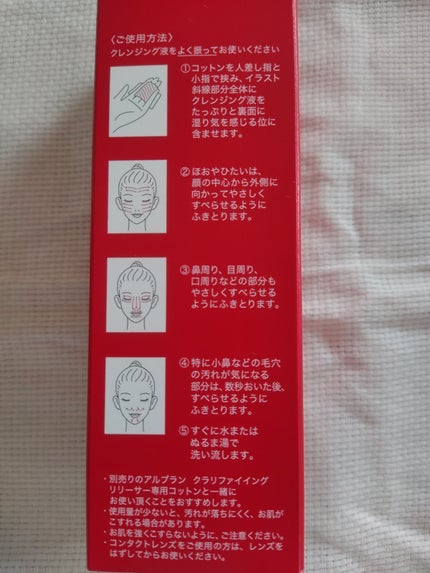 〈ご使用方法〉
クレンジング液をよく振ってお使いください
①コットンを人差し指と
小指で挟み、イラスト
斜線部分全体に
クレンジング液を
たっぷりと裏面に
湿り気を感じる位に
含ませます。
②ほおやひたいは、
顔の中心から外側に
向かってやさしく
すべらせるように
ふきとります。
③鼻周り、目周り、
口周りなどの部分も
やさしくすべらせる
ようにふきとります。
④特に小鼻などの毛穴
の汚れが気になる
部分は、数秒おいた後、
すべらせるように
ふきとります。
⑤すぐに水または
ぬるま湯で
洗い流します。
・別売りのアルブラン クラリファイイング
リリーサー専用コットンと一緒に
お使い頂くことをおすすめします。
・使用量が少ないと、汚れが落ちにくく、お肌が
こすれる場合があります。
・お肌を強くこすらないように、ご注意ください。
・コンタクトレンズをご使用の方は、レンズを
はずしてからお使いください。